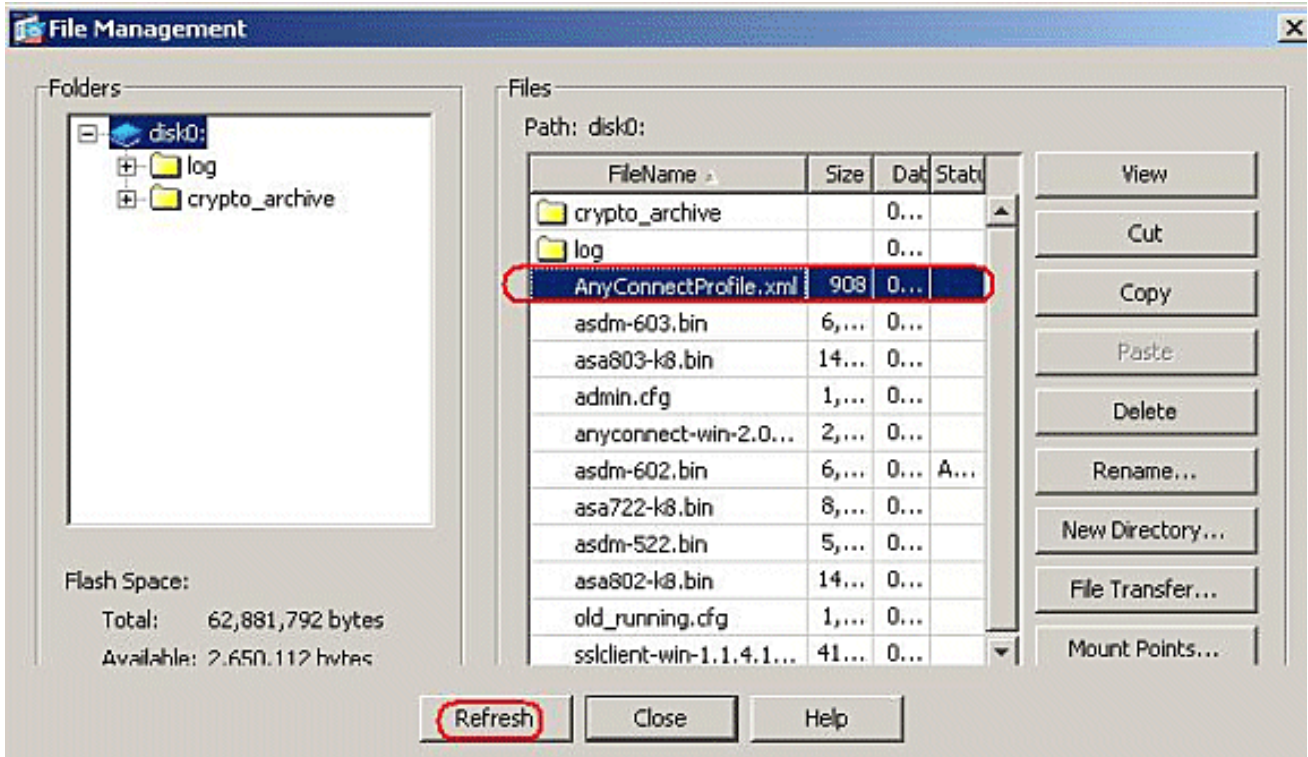 File Management
Folders
disk0:
log
crypto_archive
Flash Space:
Total: 62,881,792 bytes
Available: 2,650,112 bytes
Files
Path: disk0:
FileName Size Dat Statu
crypto_archive 0...
log 0...
AnyConnectProfile.xml 908 0...
asdm-603.bin 6,... 0...
asa803-k8.bin 14... 0...
admin.cfg 1,... 0...
anyconnect-win-2.0... 2,... 0...
asdm-602.bin 6,... 0... A...
asa722-k8.bin 8,... 0...
asdm-522.bin 5,... 0...
asa802-k8.bin 14... 0...
old_running.cfg 1,... 0...
sslclient-win-1.1.4.1... 41... 0...
View
Cut
Copy
Paste
Delete
Rename...
New Directory...
File Transfer...
Mount Points...
Refresh Close Help